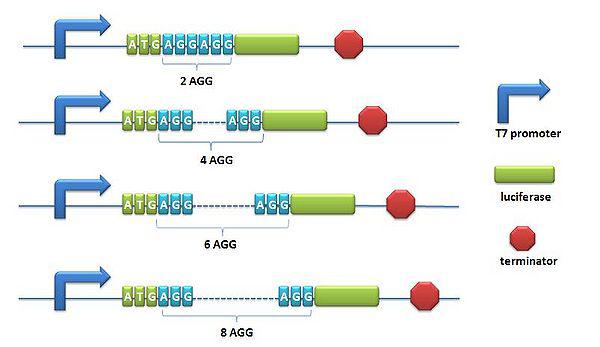 ATGAGGAGG
2 AGG
ATGAGG------AGG
4 AGG
ATGAGG------------AGG
6 AGG
ATGAGG----------------AGG
8 AGG
T7 promoter
luciferase
terminator